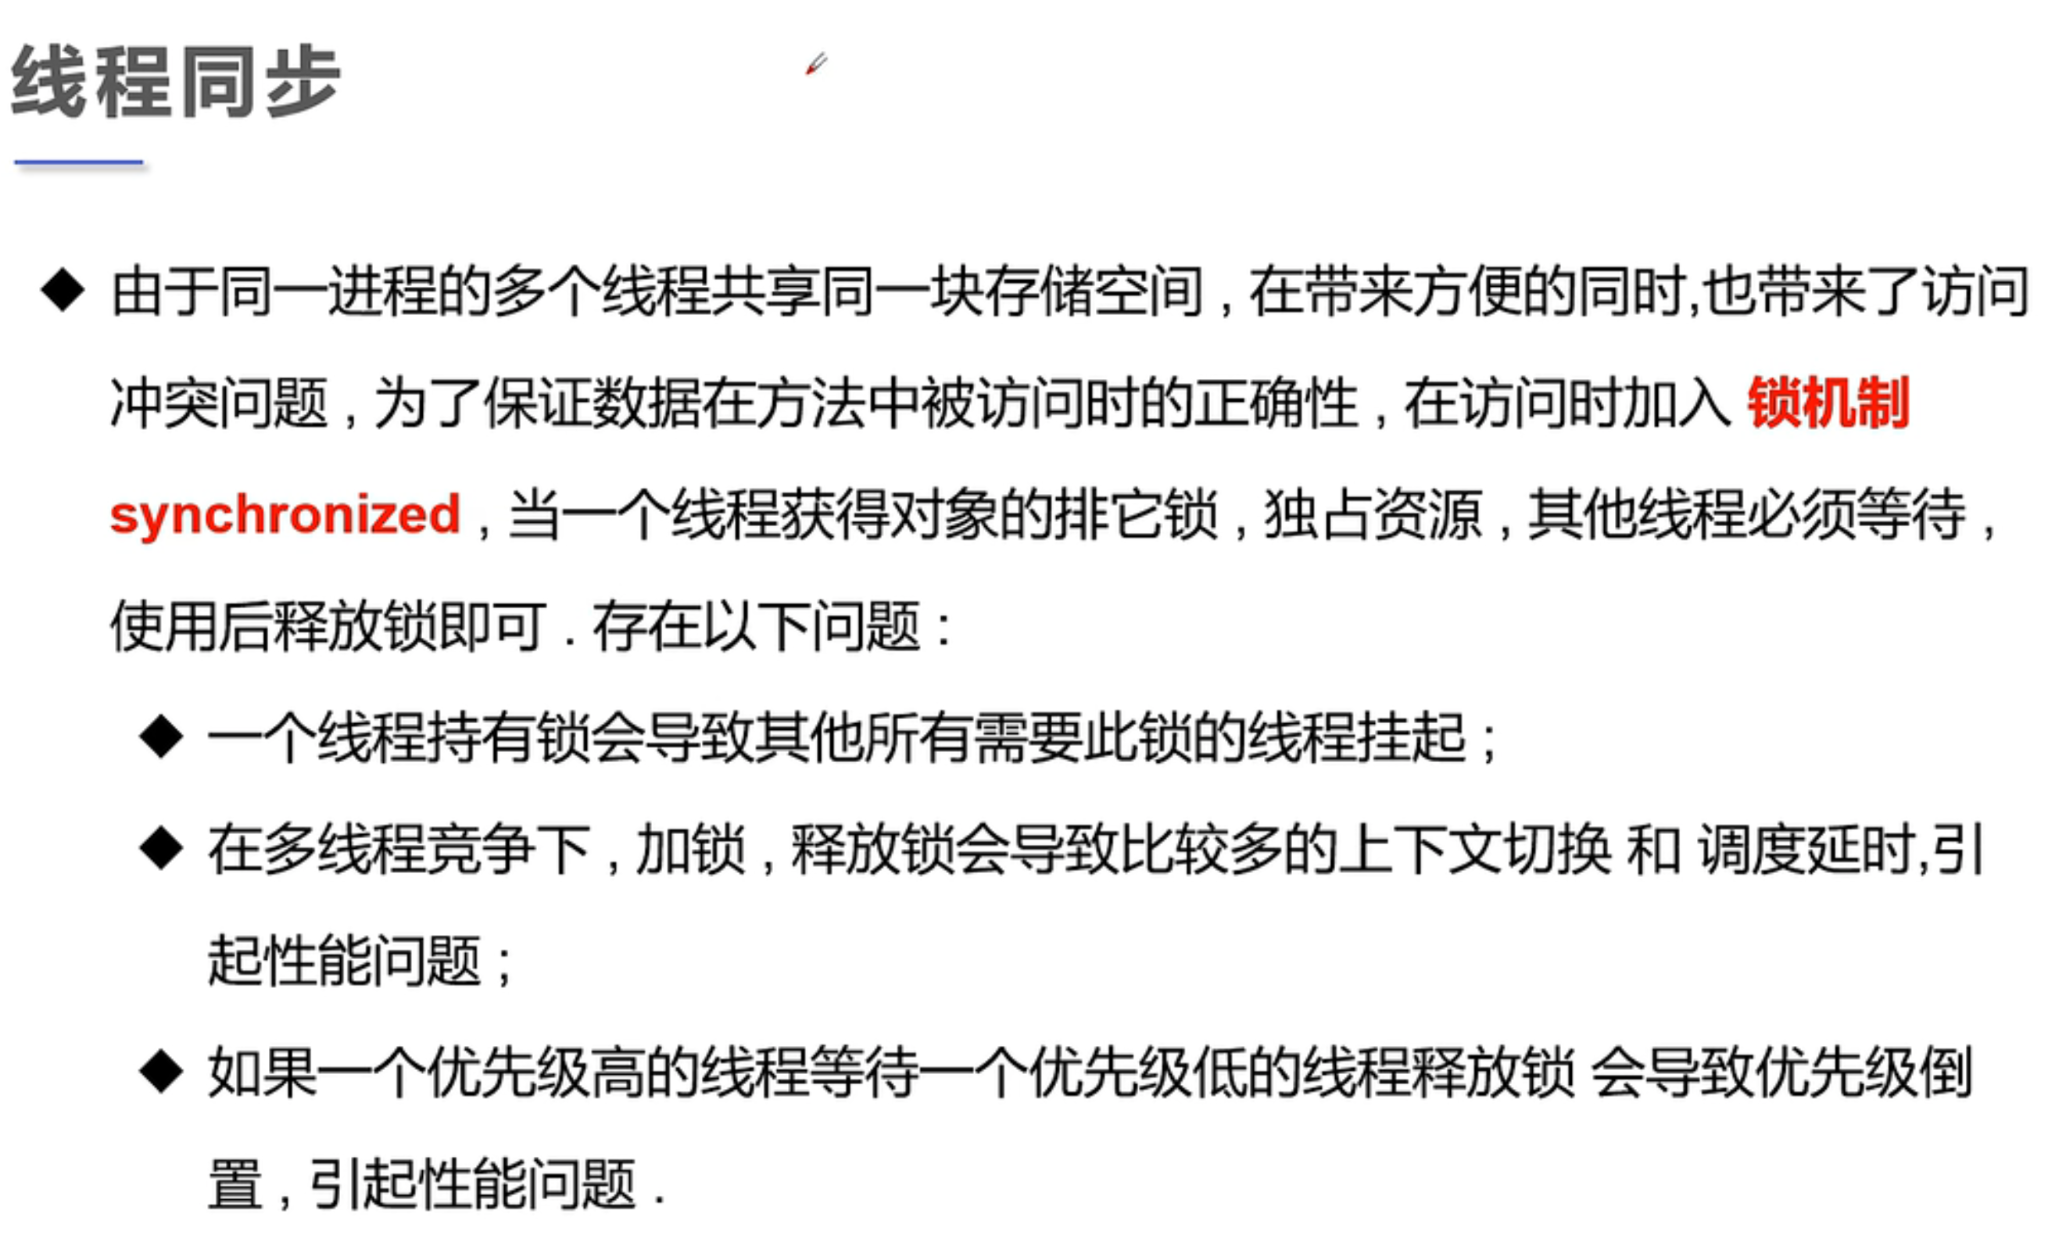 线程同步
◆ 由于同一进程的多个线程共享同一块存储空间 , 在带来方便的同时,也带来了访问
冲突问题 , 为了保证数据在方法中被访问时的正确性 , 在访问时加入 锁机制
synchronized , 当一个线程获得对象的排它锁 , 独占资源 , 其他线程必须等待 ,
使用后释放锁即可 . 存在以下问题 :
◆ 一个线程持有锁会导致其他所有需要此锁的线程挂起 ;
◆ 在多线程竞争下 , 加锁 , 释放锁会导致比较多的上下文切换 和 调度延时,引
起性能问题 ;
◆ 如果一个优先级高的线程等待一个优先级低的线程释放锁 会导致优先级倒
置 , 引起性能问题 .